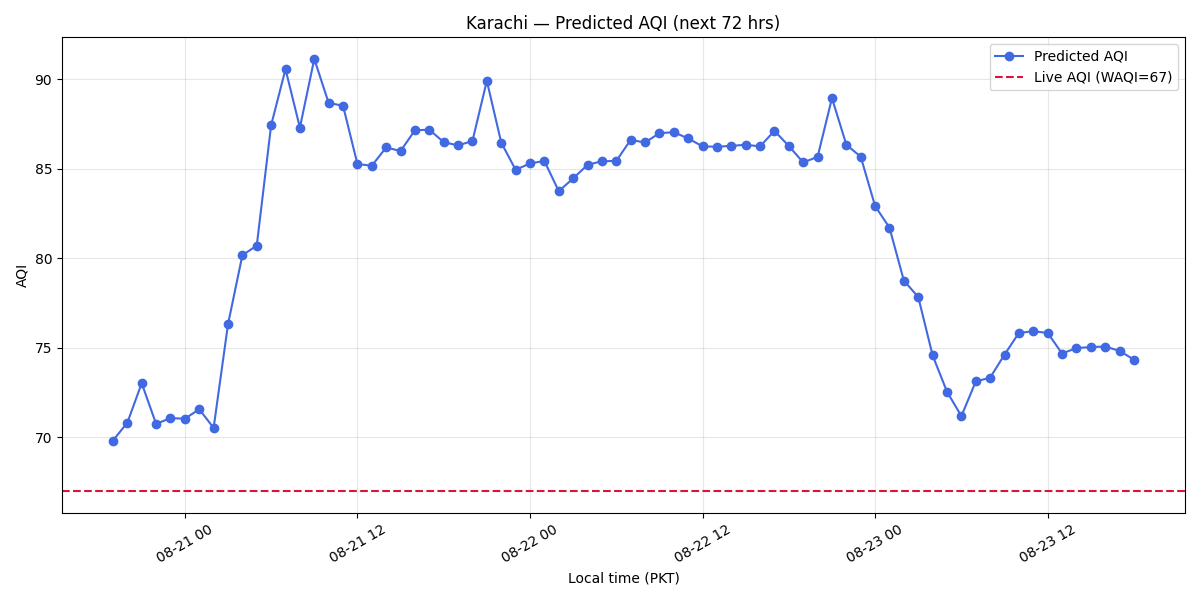 Karachi — Predicted AQI (next 72 hrs)
Predicted AQI
Live AQI (WAQI=67)
AQI
90
85
80
75
70
08-21 00
08-21 12
08-22 00
08-22 12
08-23 00
08-23 12
Local time (PKT)